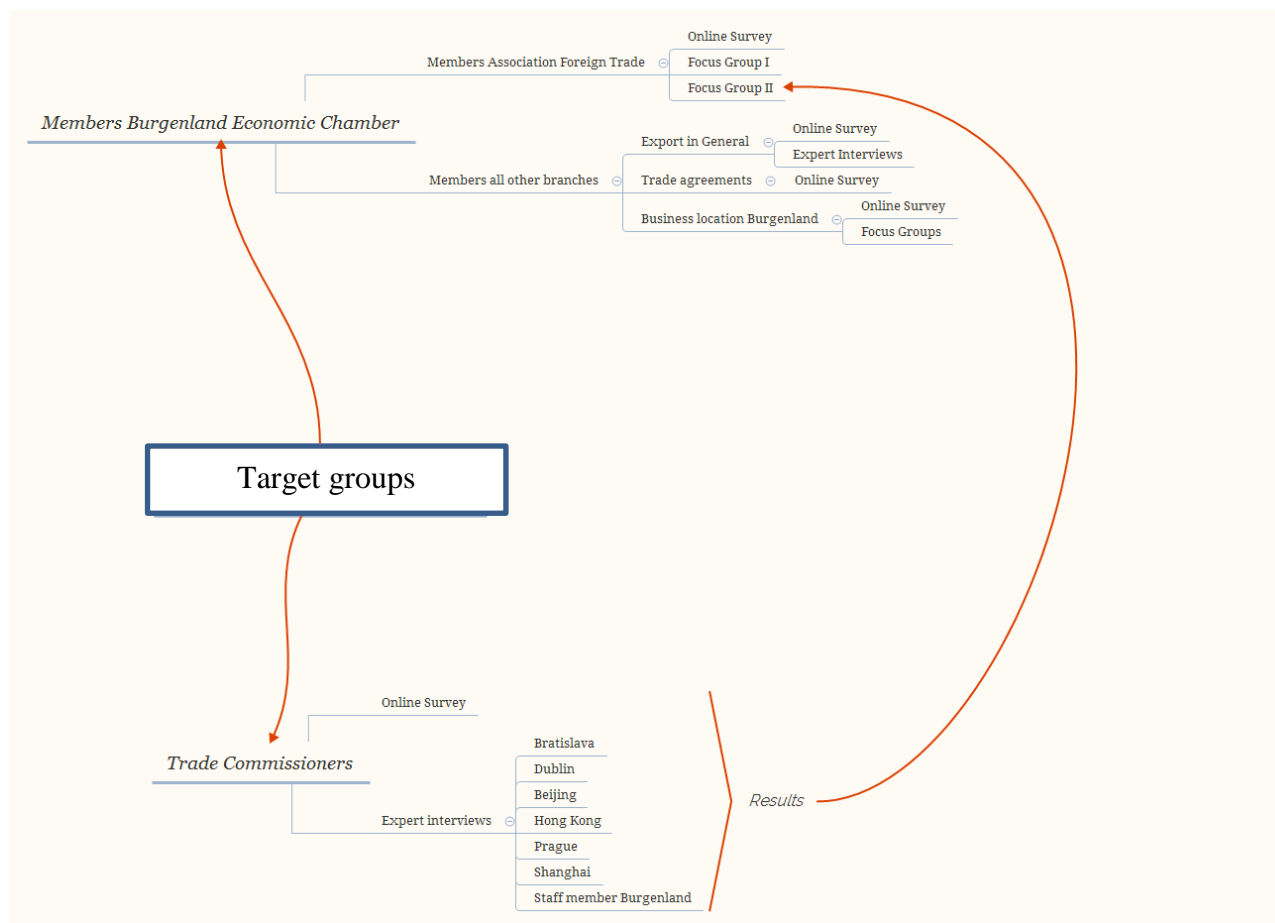 Online Survey
Members Association Foreign Trade
Focus Group I
Focus Group II
Members Burgenland Economic Chamber
Online Survey
Export in General
Expert Interviews
Members all other branches
Trade agreements
Online Survey
Online Survey
Business location Burgenland
Focus Groups
Target groups
Online Survey
Trade Commissioners
Bratislava
Dublin
Beijing
Expert interviews
Hong Kong
Prague
Shanghai
Staff member Burgenland
Results